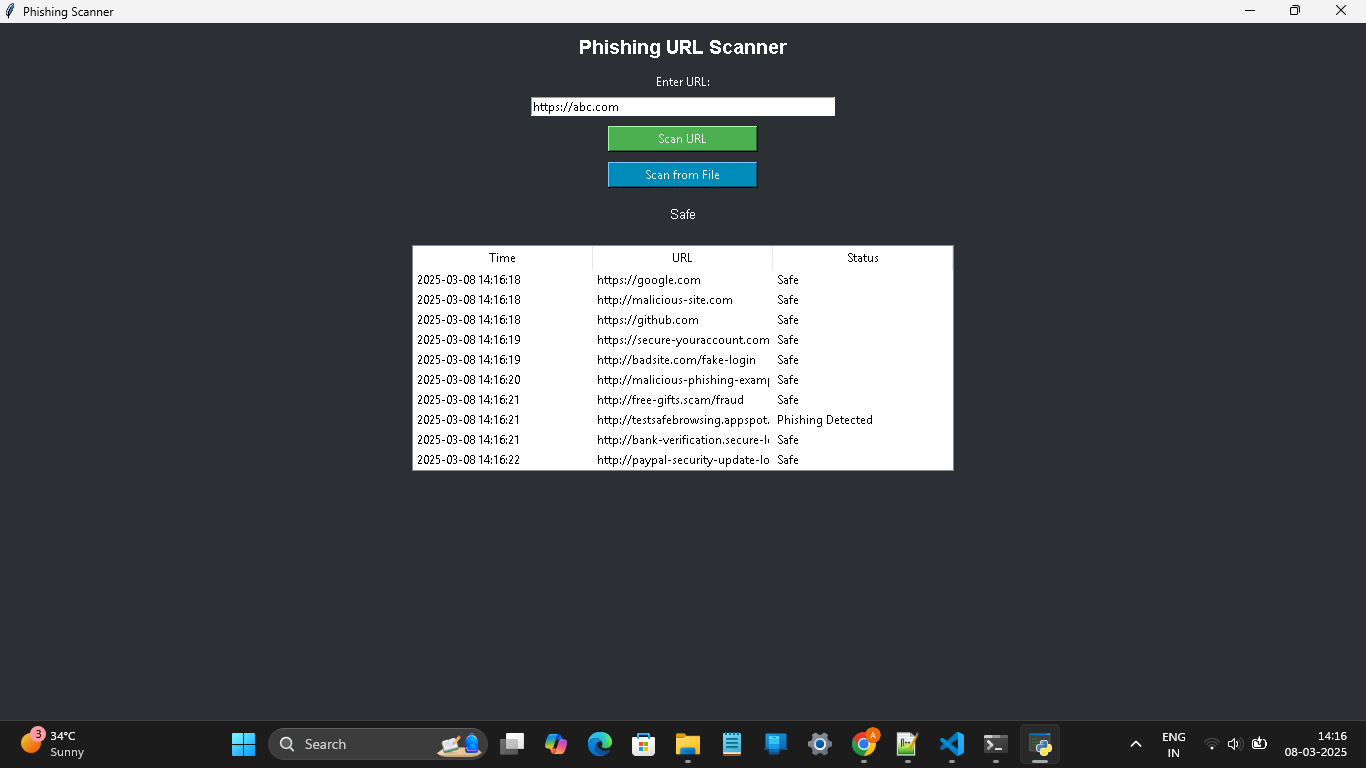 Phishing Scanner
Phishing URL Scanner
Enter URL:
https://abc.com
Scan URL
Scan from File
Safe
Time URL Status
2025-03-08 14:16:18 https://google.com Safe
2025-03-08 14:16:18 http://malicious-site.com Safe
2025-03-08 14:16:18 https://github.com Safe
2025-03-08 14:16:19 https://secure-youraccount.com Safe
2025-03-08 14:16:19 http://badsite.com/fake-login Safe
2025-03-08 14:16:20 http://malicious-phishing-examp Safe
2025-03-08 14:16:21 http://free-gifts.scam/fraud Safe
2025-03-08 14:16:21 http://testsafebrowsing.appspot. Phishing Detected
2025-03-08 14:16:21 http://bank-verification.secure-l Safe
2025-03-08 14:16:22 http://paypal-security-update-lo Safe
3
34°C
Sunny
Search
A
ENG
IN
14:16
08-03-2025